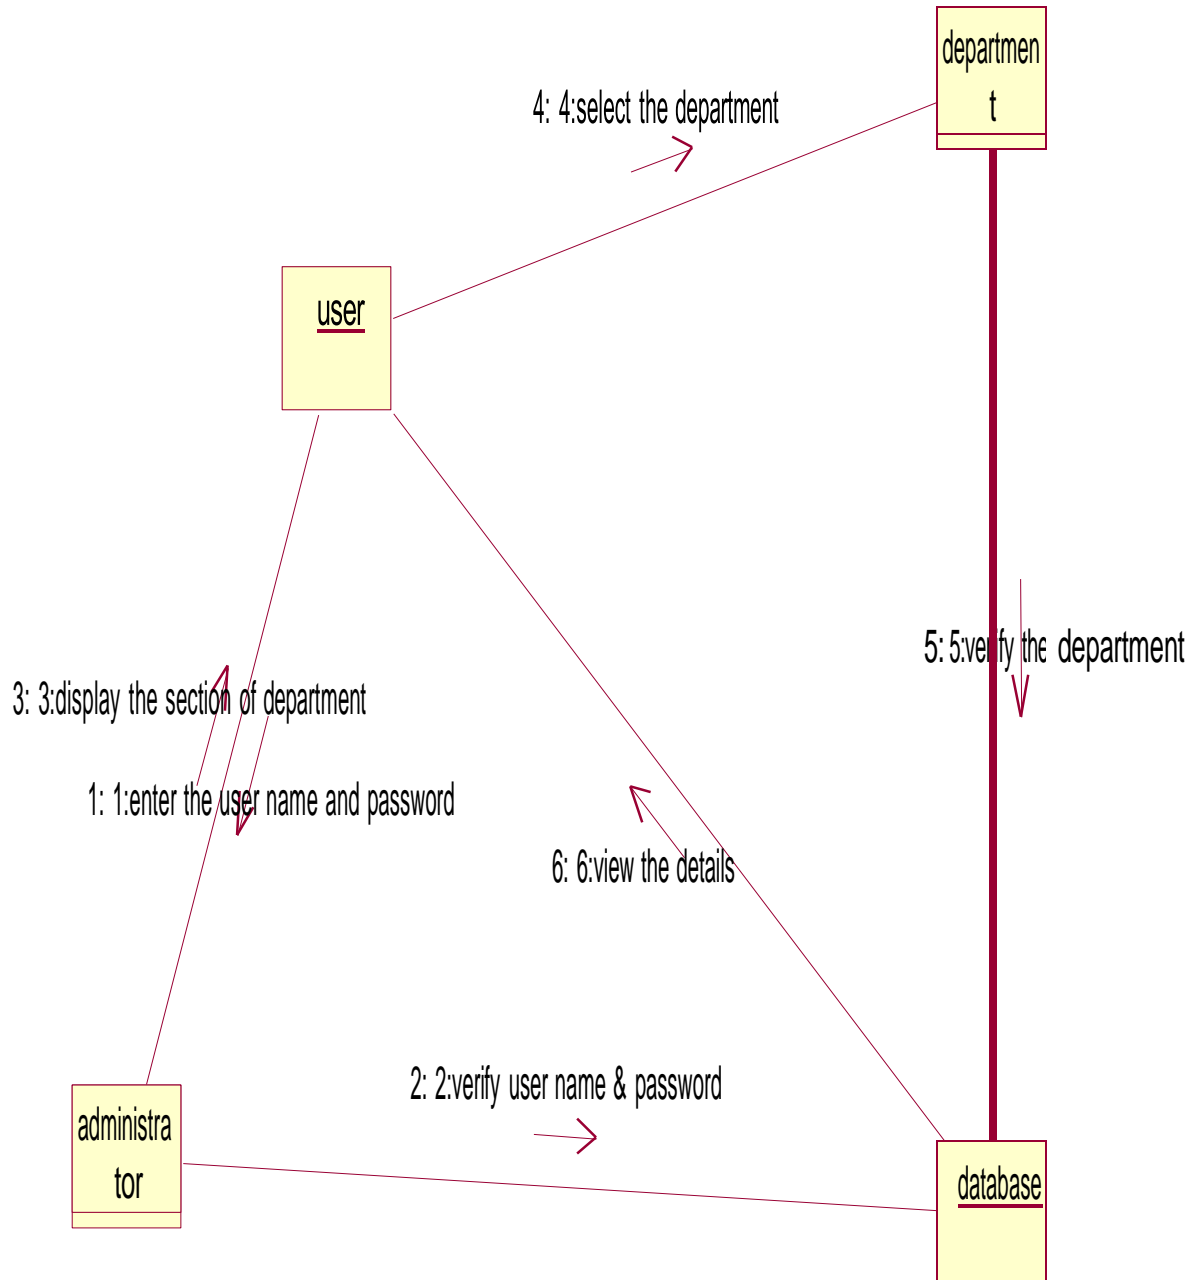 departmen
t
4: 4:select the department
user
5: 5:verify the department
3: 3:display the section of department
1: 1:enter the user name and password
6: 6:view the details
2: 2:verify user name & password
administra
tor
database